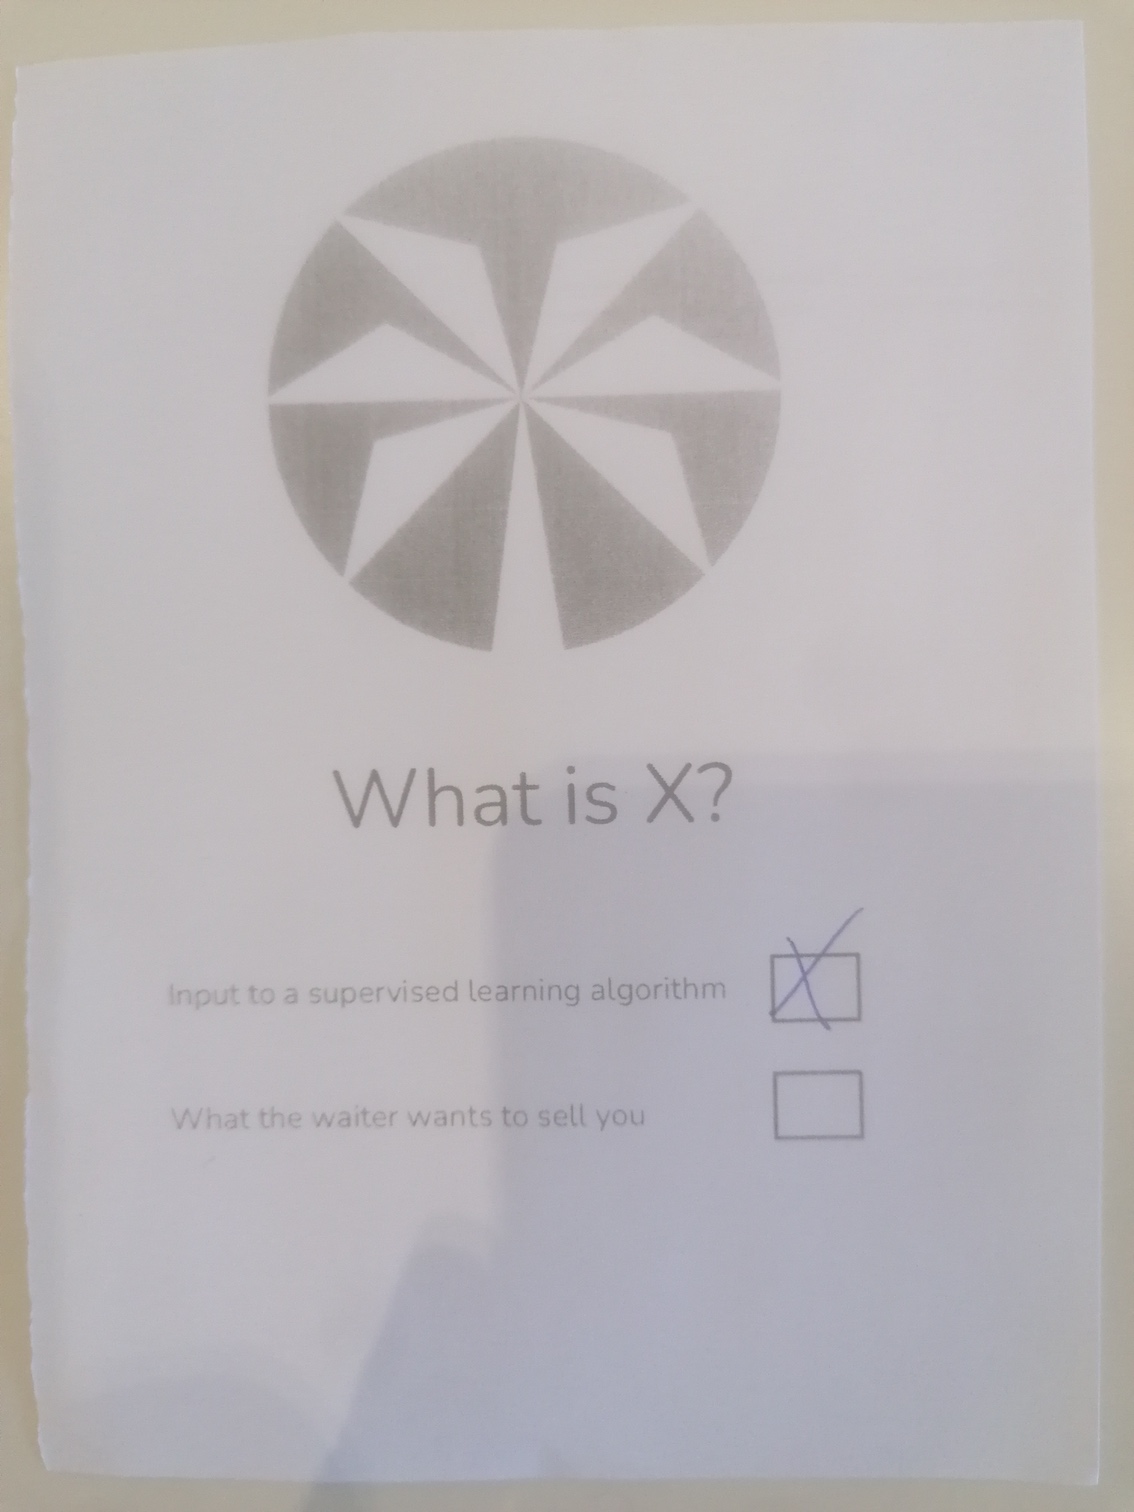 What is X?
Input to a supervised learning algorithm
What the waiter wants to sell you